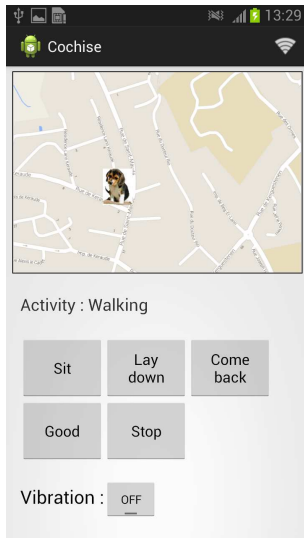 13:29
Cochise
Activity : Walking
Sit
Lay
down
Come
back
Good
Stop
Vibration :
OFF